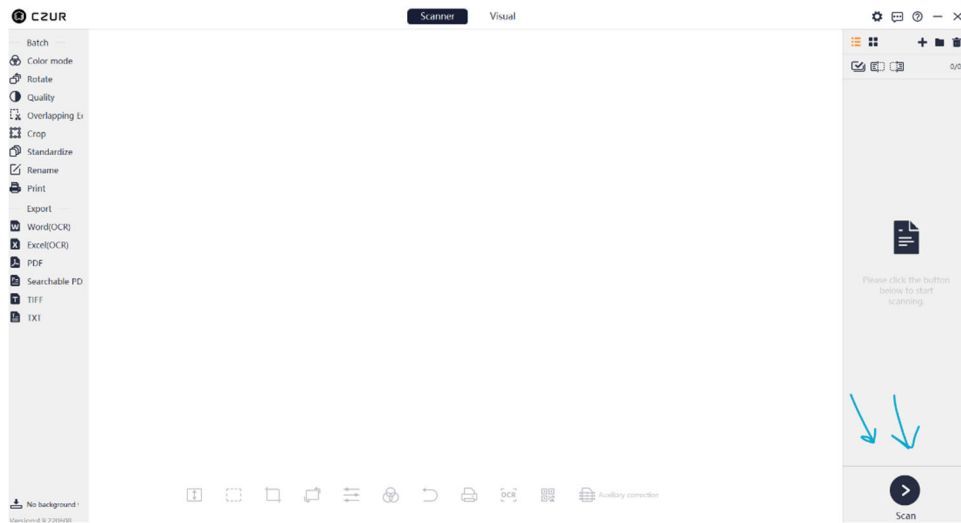 CZUR
Scanner
Visual
Batch
Color mode
Rotate
Quality
Overlapping
Crop
Standardize
Rename
Print
Export
Word(OCR)
Excel(OCR)
PDF
Searchable PD
TIFF
TXT
No background
0/0
Please click the button
below to start
scanning
OCR
Auxiliary correction
Scan